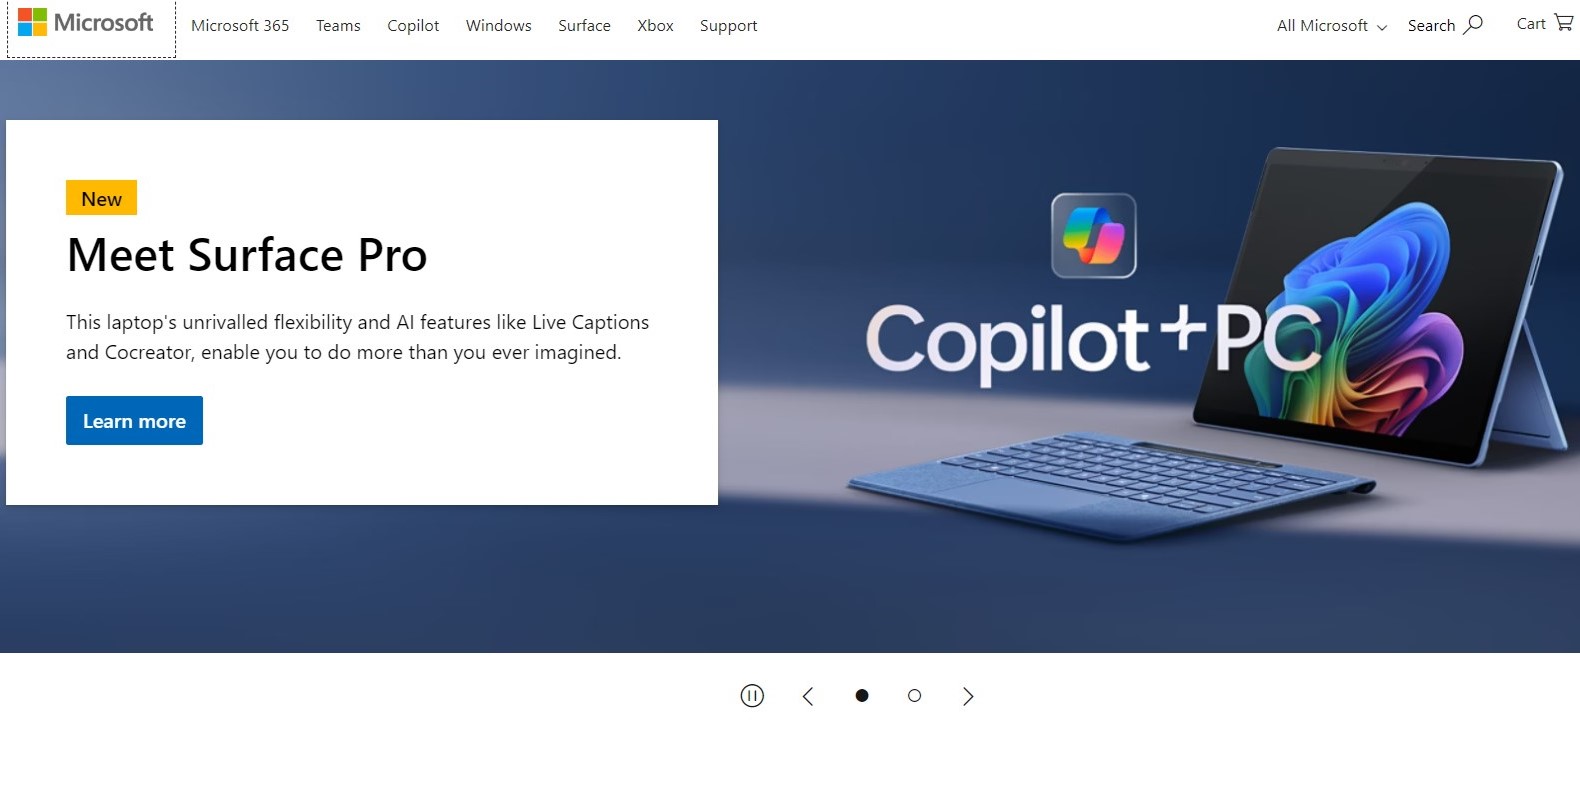 Microsoft
Microsoft 365
Teams
Copilot
Windows
Surface
Xbox
Support
All Microsoft
Search
Cart
New
Meet Surface Pro
This laptop's unrivalled flexibility and AI features like Live Captions
and Cocreator, enable you to do more than you ever imagined.
Learn more
Copilot+PC